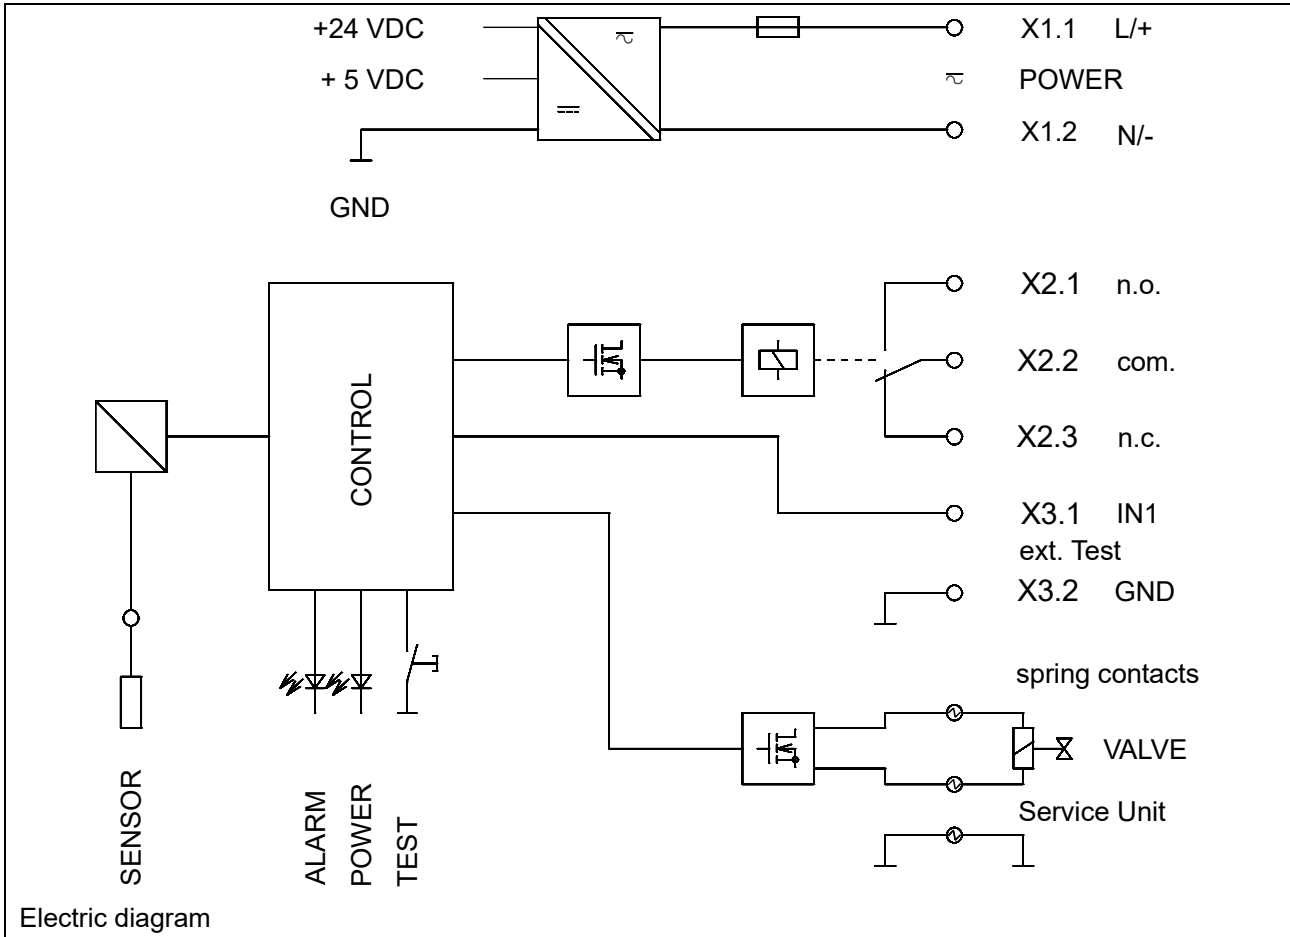 +24 VDC
X1.1 L/+
+ 5 VDC
POWER
X1.2 N/-
GND
X2.1 n.o.
X2.2 com.
CONTROL
X2.3 n.c.
X3.1 IN1
ext. Test
X3.2 GND
spring contacts
VALVE
Service Unit
SENSOR
ALARM
POWER
TEST
Electric diagram